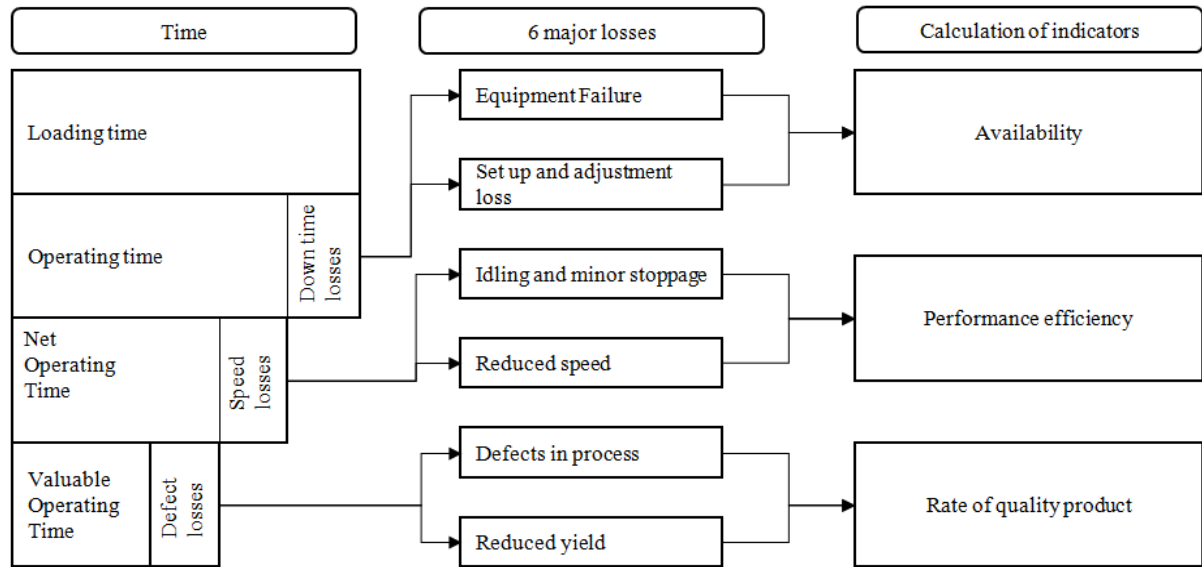 Time
6 major losses
Calculation of indicators
Loading time
Equipment Failure
Availability
Set up and adjustment
loss
Operating time
Down time
losses
Idling and minor stoppage
Performance efficiency
Net
Operating
Time
Speed
losses
Reduced speed
Defects in process
Valuable
Operating
Time
Defect
losses
Rate of quality product
Reduced yield